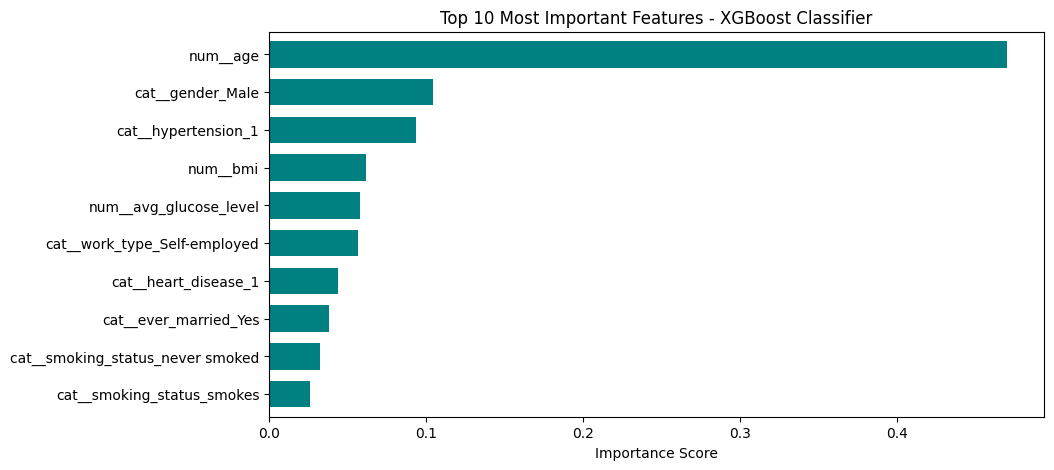 Top 10 Most Important Features - XGBoost Classifier
num__age
cat__gender_Male
cat__hypertension_1
num__bmi
num__avg_glucose_level
cat__work_type_Self-employed
cat__heart_disease_1
cat__ever_married_Yes
cat__smoking_status_never smoked
cat__smoking_status_smokes
0.0 0.1 0.2 0.3 0.4
Importance Score